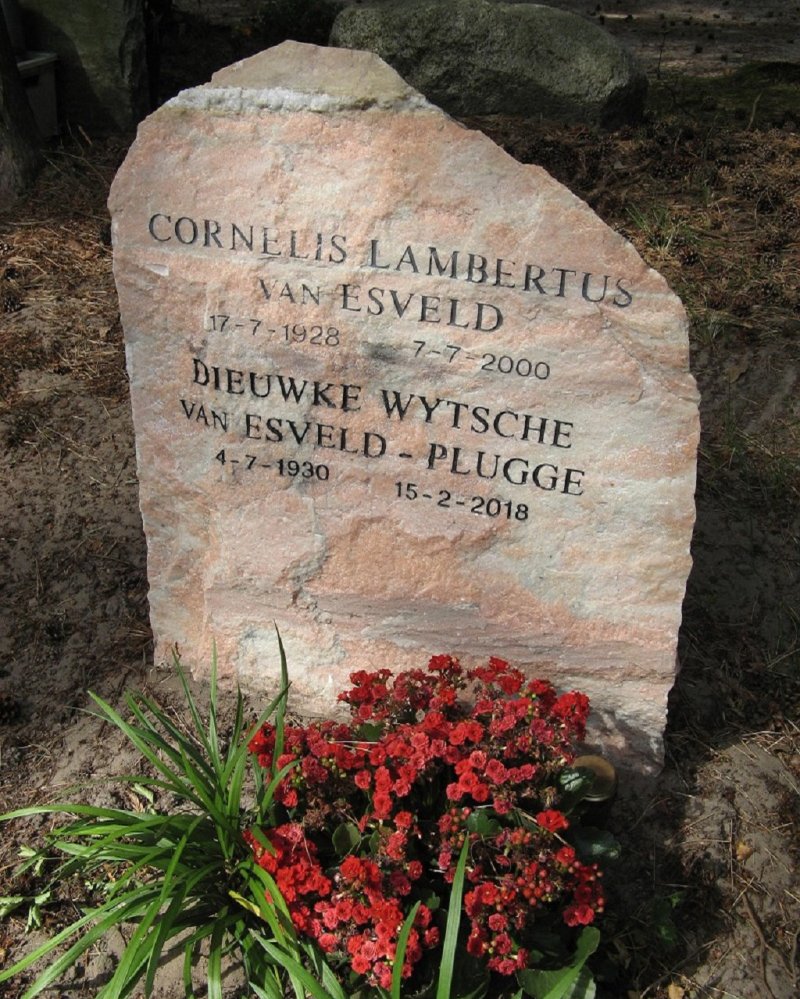 CORNELIS LAMBERTUS
VAN ESVELD
17-7-1928 7-7-2000
DIEUWKE WYTSCHE
VAN ESVELD - PLUGGE
4-7-1930 15-2-2018